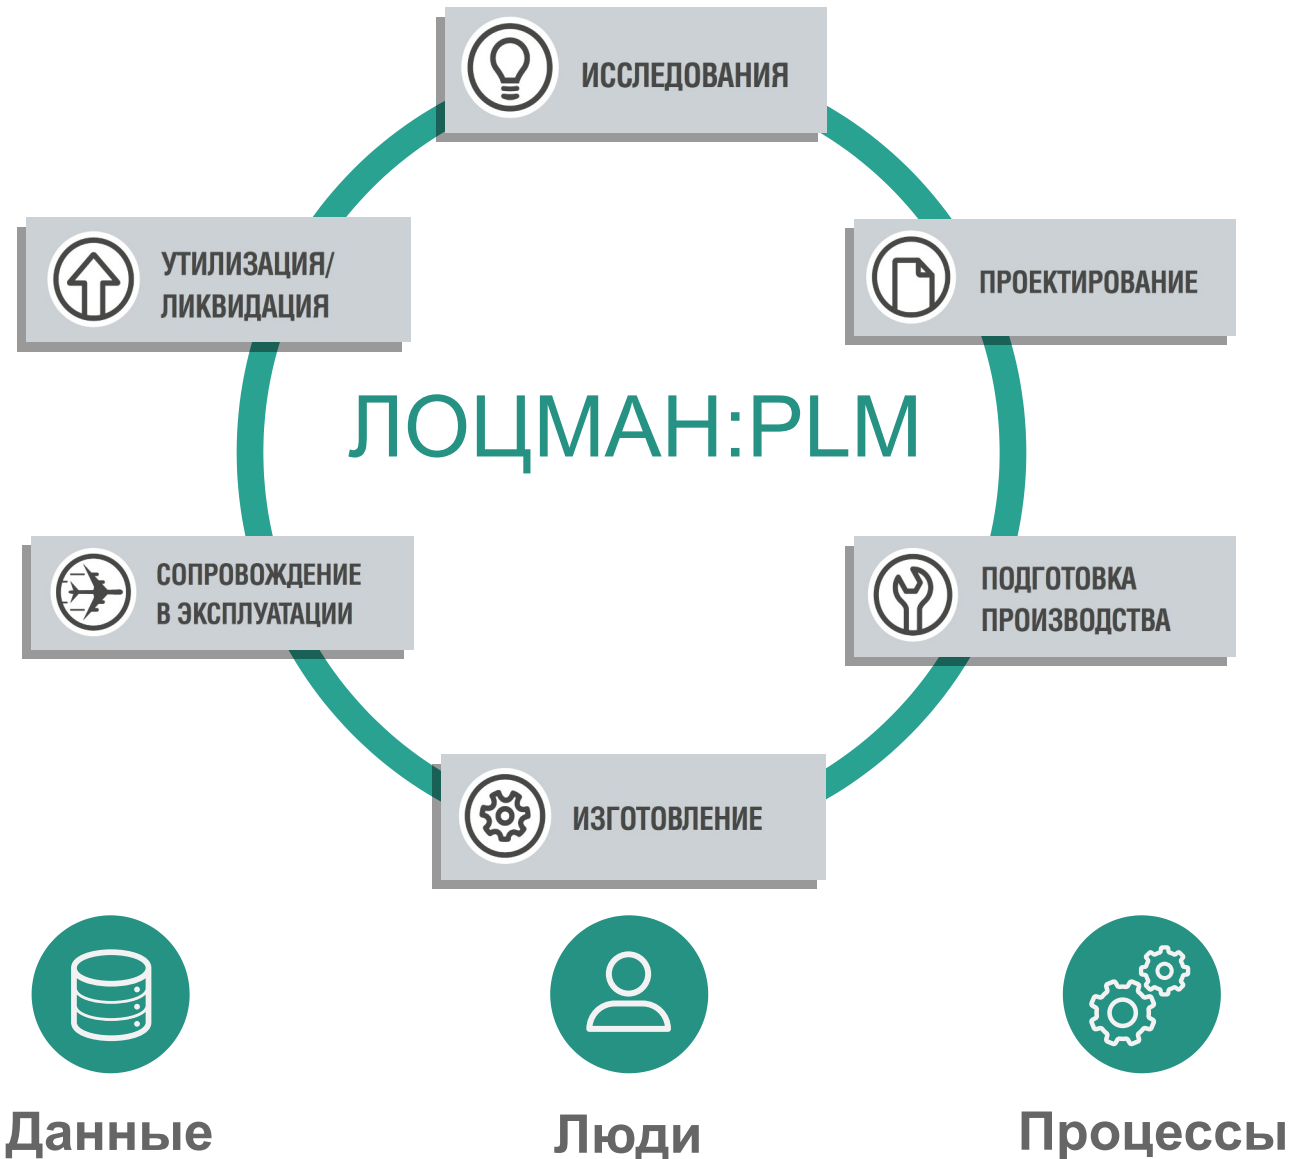 ИССЛЕДОВАНИЯ
УТИЛИЗАЦИЯ/
ЛИКВИДАЦИЯ
ПРОЕКТИРОВАНИЕ
ЛОЦМАН:PLM
СОПРОВОЖДЕНИЕ
В ЭКСПЛУАТАЦИИ
ПОДГОТОВКА
ПРОИЗВОДСТВА
ИЗГОТОВЛЕНИЕ
Данные
Люди
Процессы